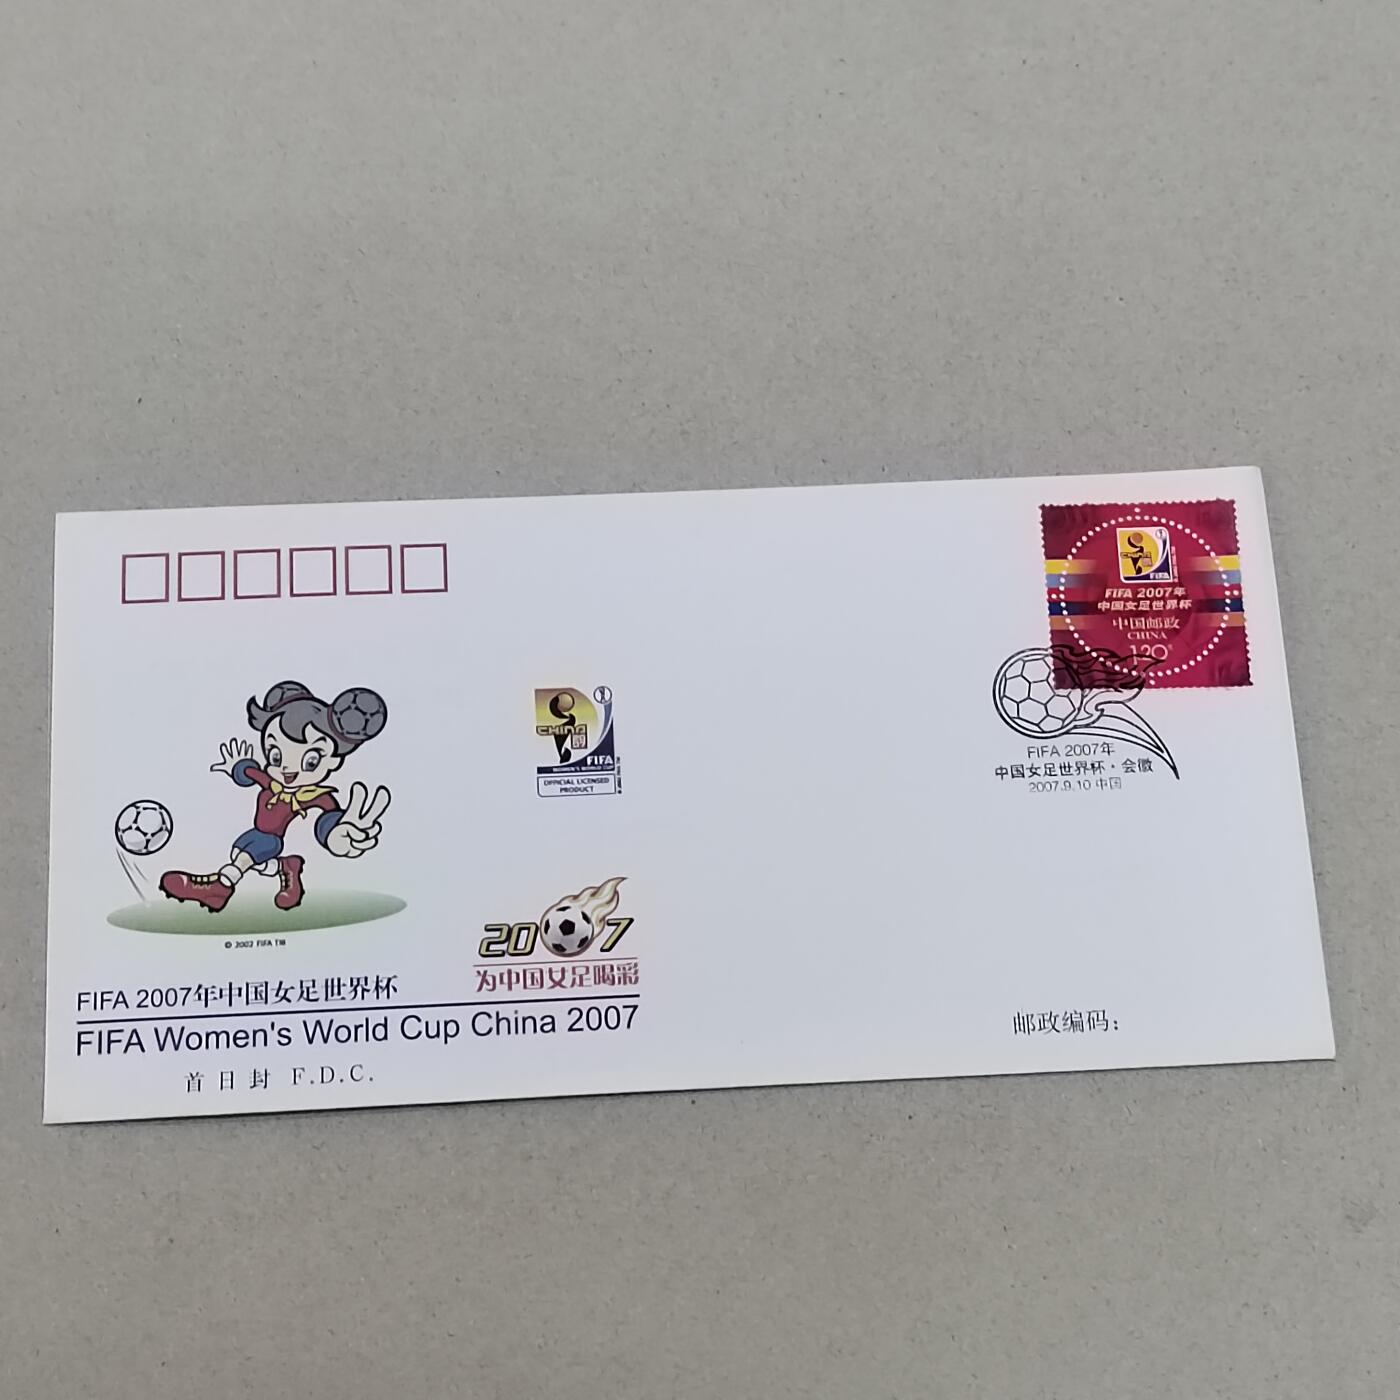 FIFA 2007年
中国女足世界杯
中国邮政
CHINA
120
FIFA 2007年
中国女足世界杯·会徽
2007.9.10 中国
CHINA
FIFA
WOMEN'S WORLD CUP
OFFICIAL LICENSED
PRODUCT
© 2002 FIFA TM
2007
为中国女足喝彩
FIFA 2007年中国女足世界杯
FIFA Women's World Cup China 2007
首日封 F.D.C.
邮政编码：